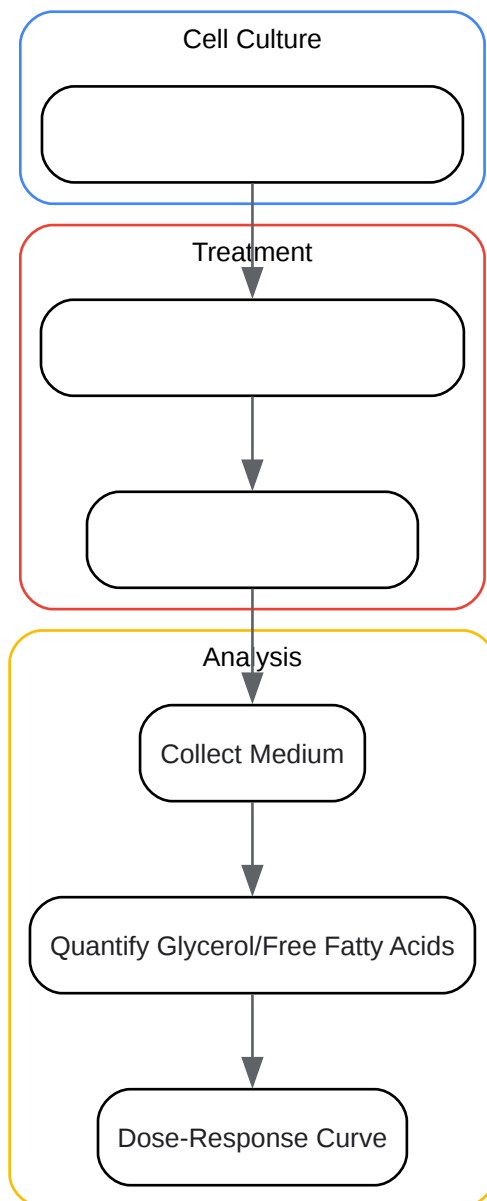 Cell Culture
Treatment
Analysis
Collect Medium
Quantify Glycerol/Free Fatty Acids
Dose-Response Curve